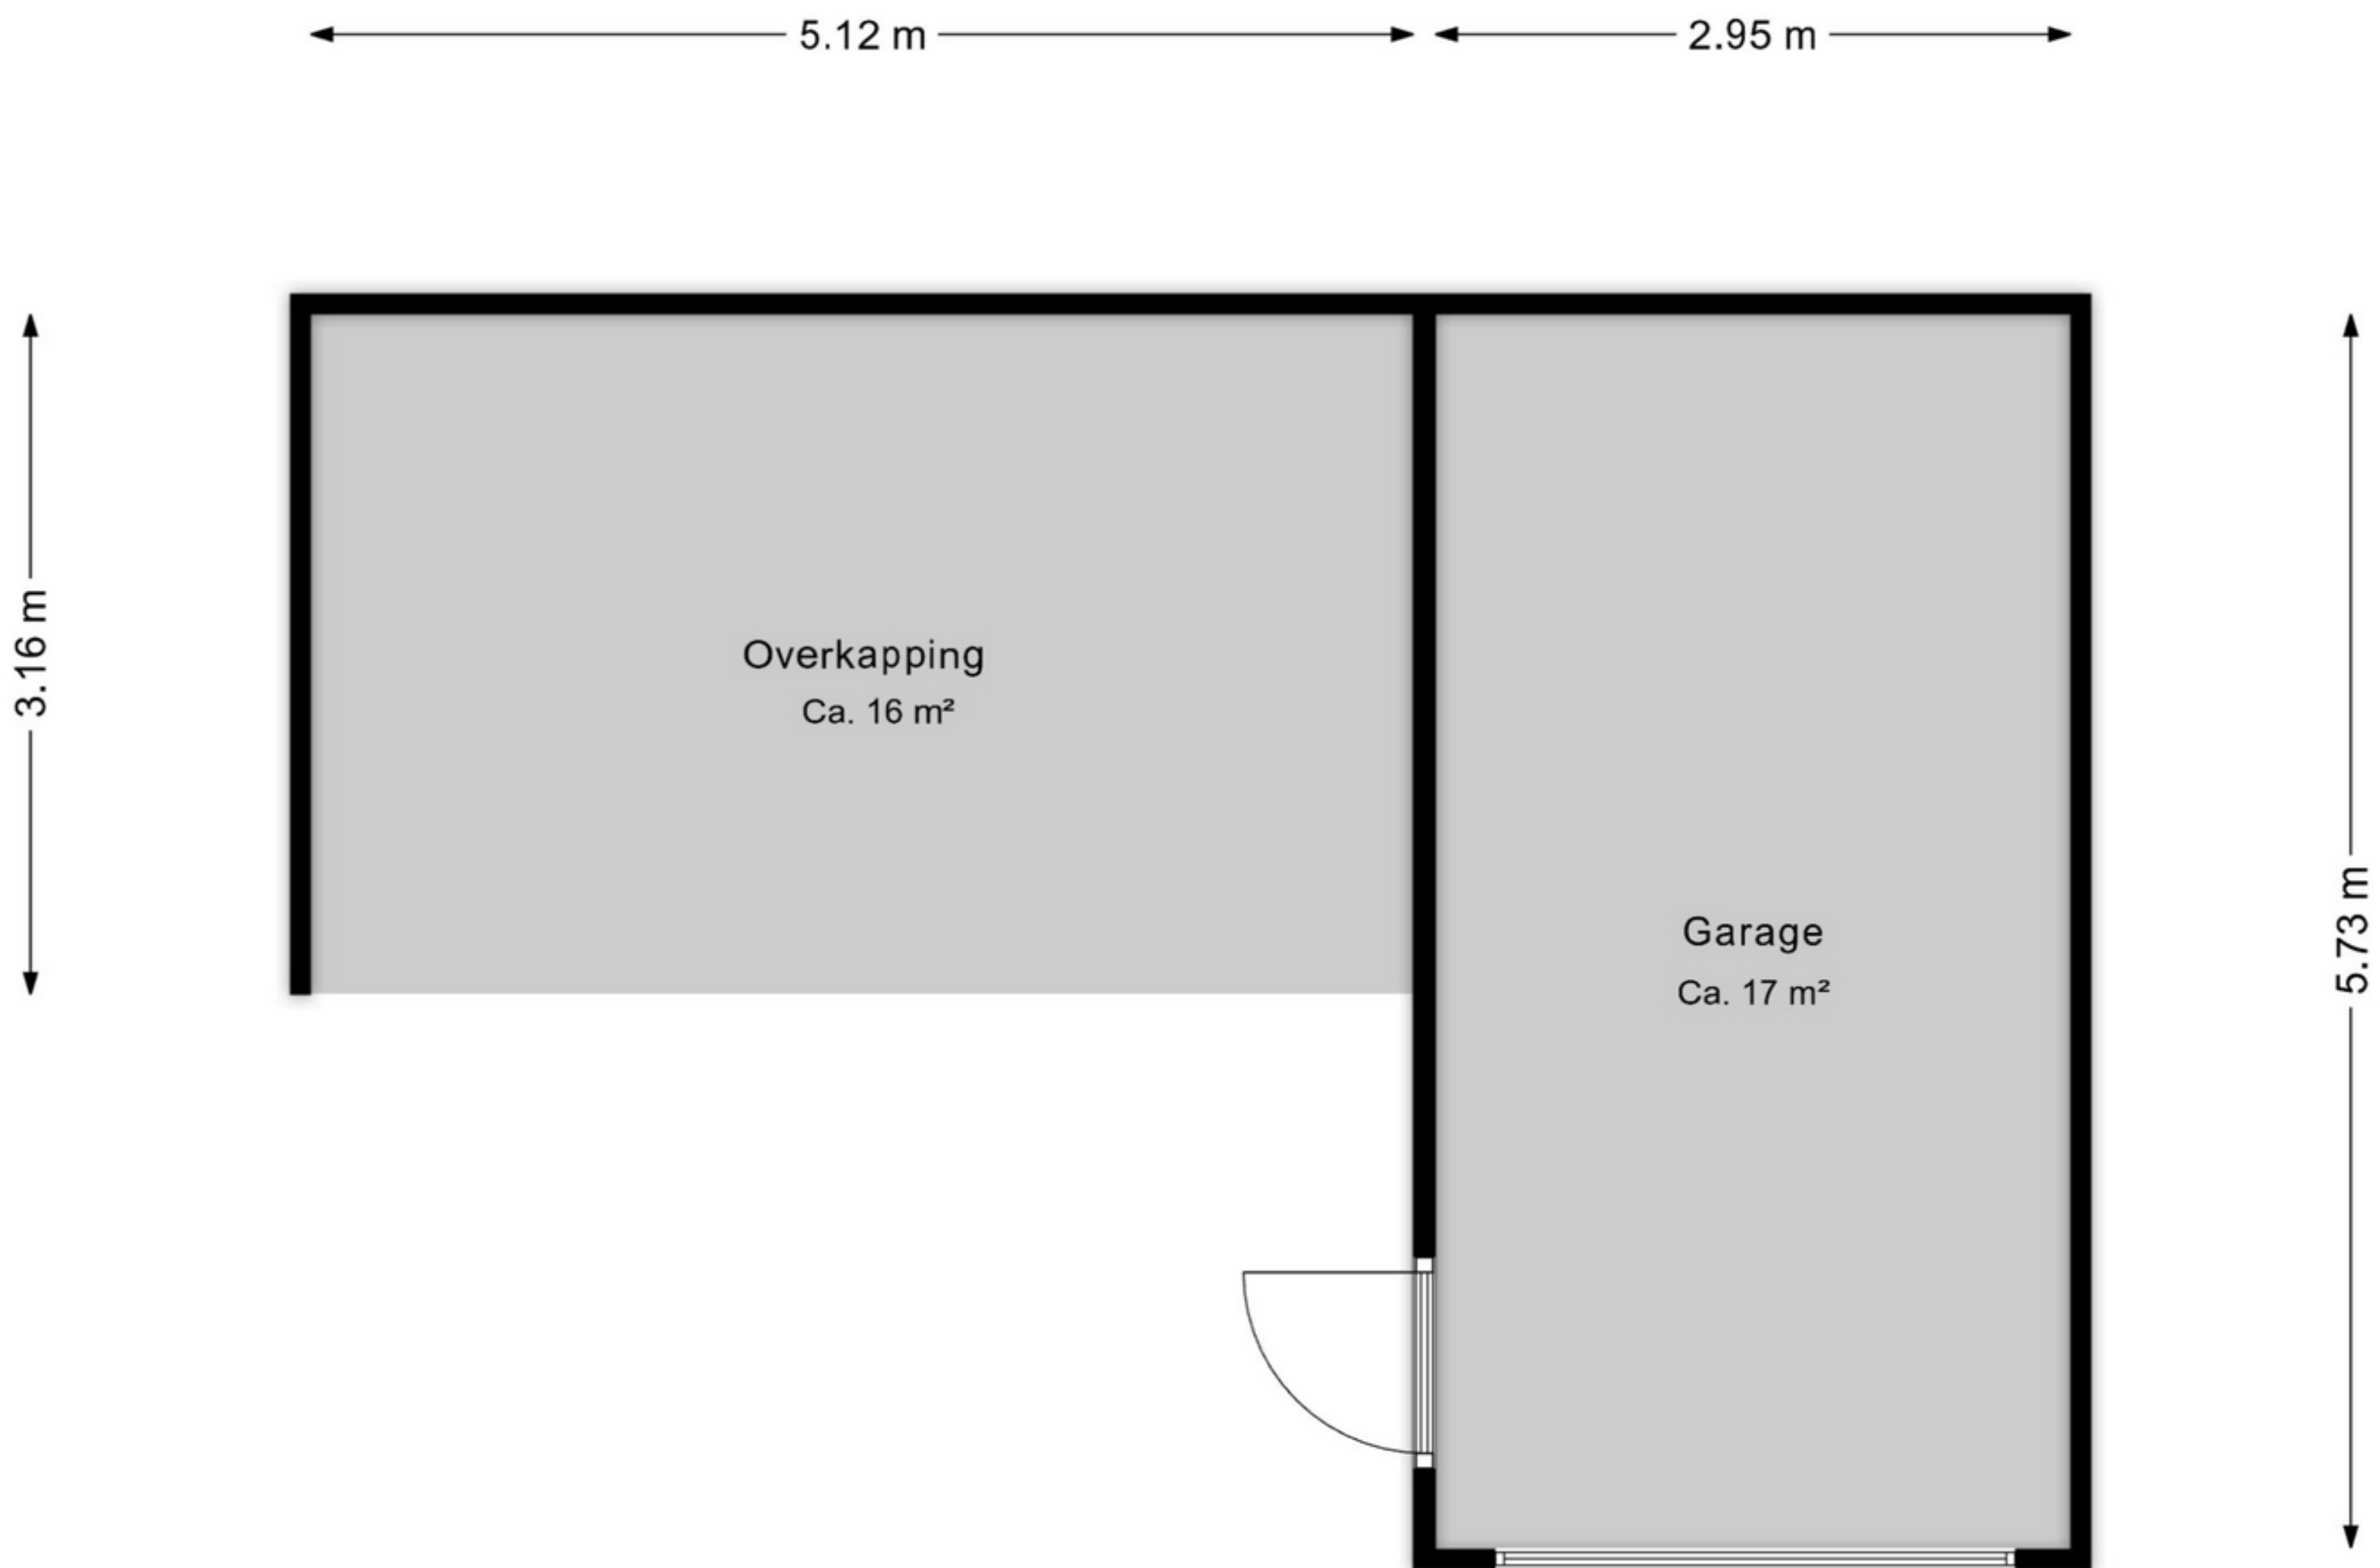 5.12 m
2.95 m
3.16 m
Overkapping
Ca. 16 m²
Garage
Ca. 17 m²
5.73 m